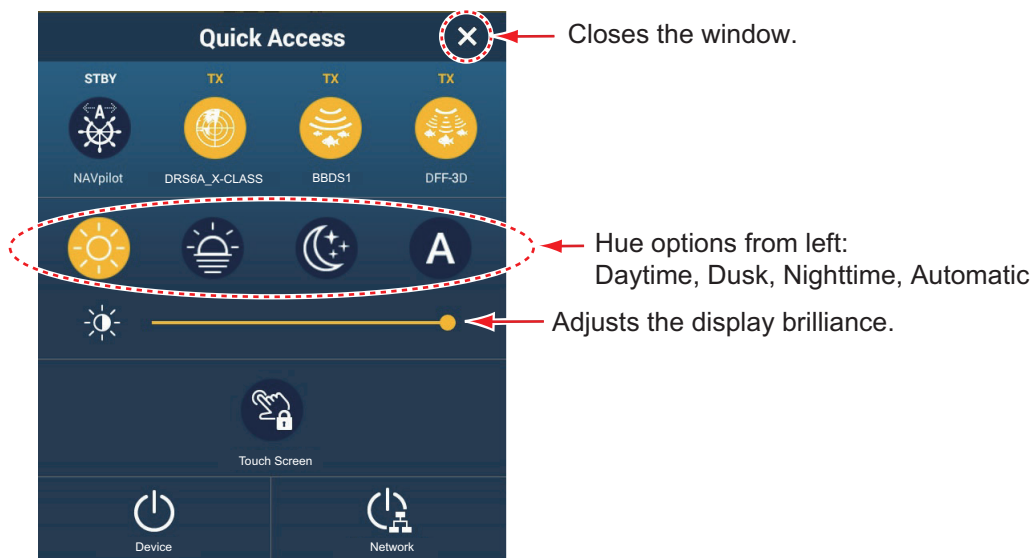 Quick Access
Closes the window.
STBY TX TX TX
A
NAVpilot DRS6A_X-CLASS BBDS1 DFF-3D
A
Hue options from left:
Daytime, Dusk, Nighttime, Automatic
Adjusts the display brilliance.
Touch Screen
Device Network